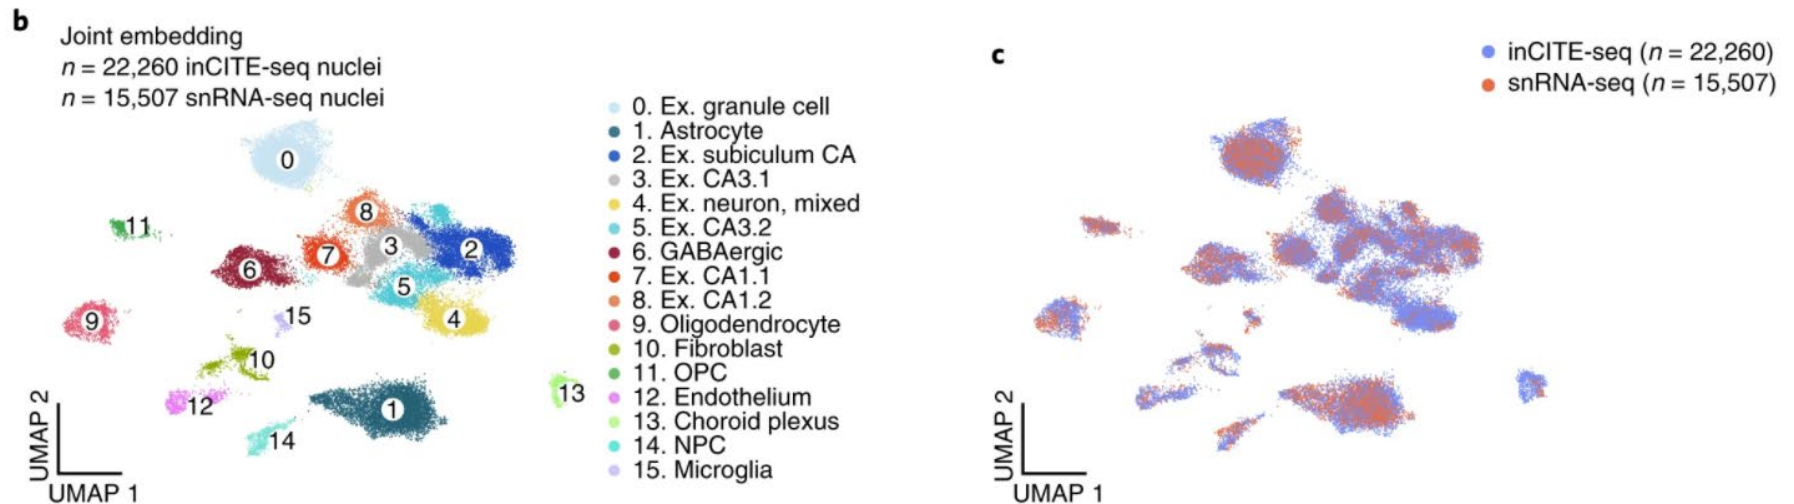 b
Joint embedding
n = 22,260 inCITE-seq nuclei
n = 15,507 snRNA-seq nuclei
0
11
8
3
2
7
6
5
15
4
9
10
12
1
13
14
UMAP 2
UMAP 1
0. Ex. granule cell
1. Astrocyte
2. Ex. subiculum CA
3. Ex. CA3.1
4. Ex. neuron, mixed
5. Ex. CA3.2
6. GABAergic
7. Ex. CA1.1
8. Ex. CA1.2
9. Oligodendrocyte
10. Fibroblast
11. OPC
12. Endothelium
13. Choroid plexus
14. NPC
15. Microglia
c
inCITE-seq (n = 22,260)
snRNA-seq (n = 15,507)
UMAP 2
UMAP 1